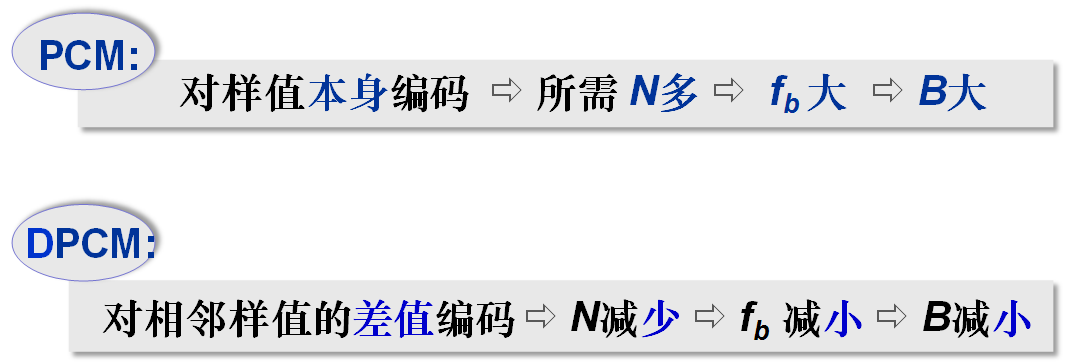 PCM:
对样值本身编码 ⇨ 所需 N多 ⇨ fb 大 ⇨ B大
DPCM:
对相邻样值的差值编码 ⇨ N减少 ⇨ fb 减小 ⇨ B减小